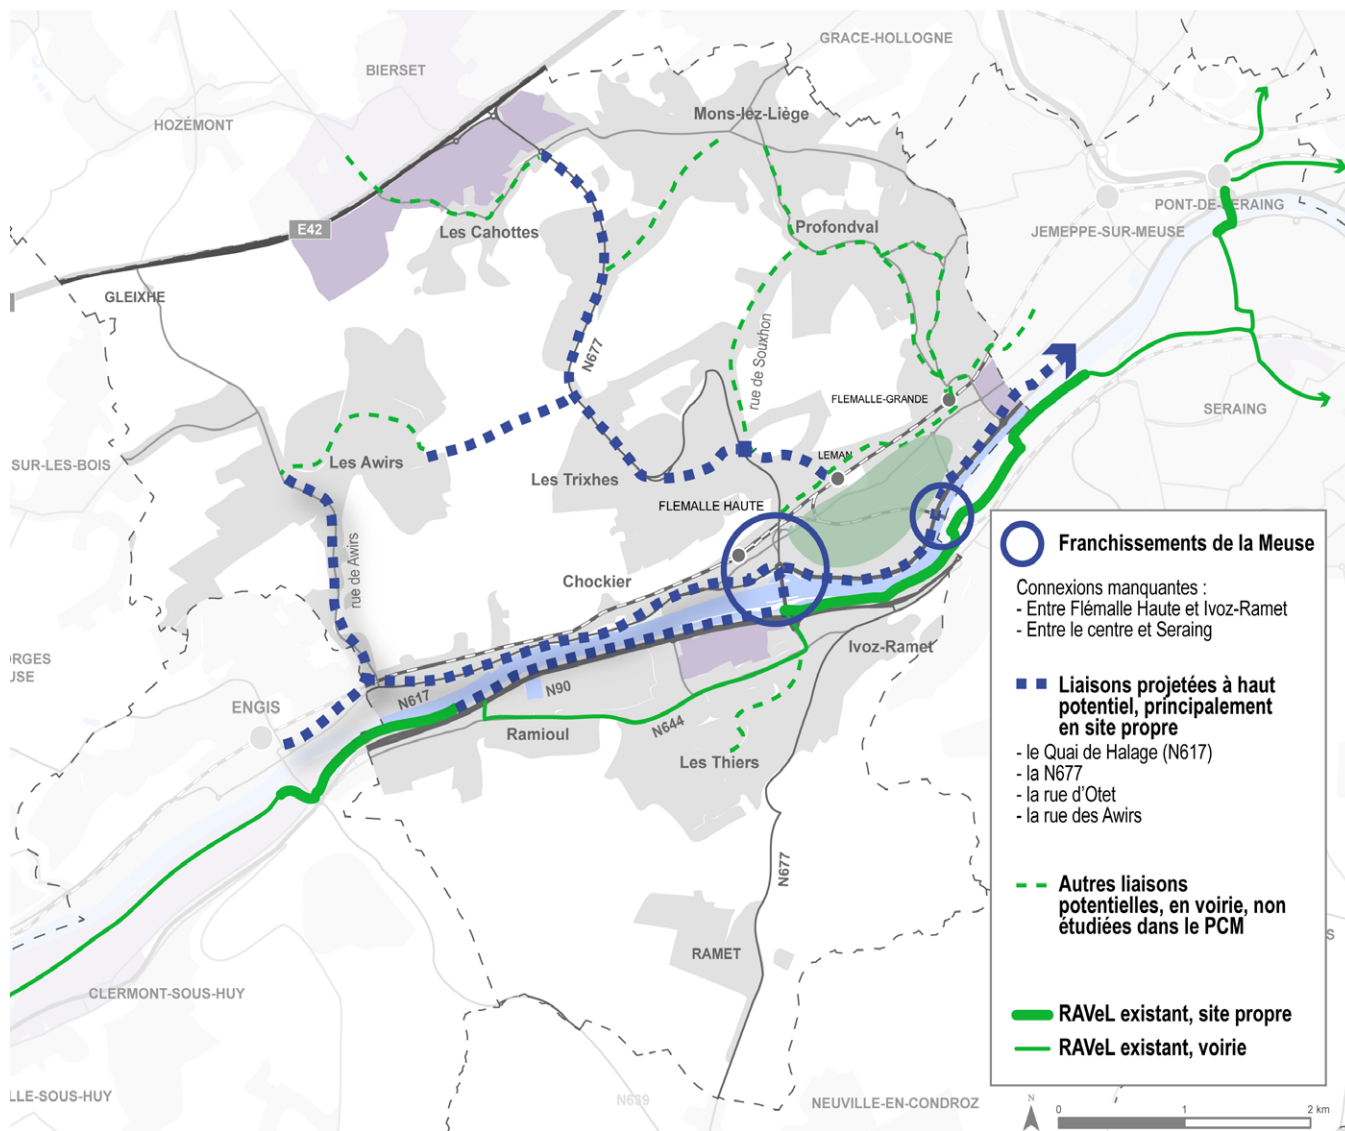 GRACE-HOLLOGNE
BIERSET
Mons-lez-Liège
HOZÉMONT
PONT-DE-SERAING
E42
Les Cahottes
Profondval
JEMEPPE-SUR-MEUSE
GLEIXHE
N677
rue de Souxhon
FLEMALLE-GRANDE
SERAING
SUR-LES-BOIS
Les Awirs
LEMAN
Les Trixhes
FLEMALLE HAUTE
rue de Awirs
Chockier
Ivoz-Ramet
ORGES
USE
N617
N90
ENGIS
N644
Ramioul
Les Thiers
N677
RAMET
CLERMONT-SOUS-HUY
LLE-SOUS-HUY
N639
NEUVILLE-EN-CONDROZ
S
Franchissements de la Meuse
Connexions manquantes :
- Entre Flémalle Haute et Ivoz-Ramet
- Entre le centre et Seraing
Liaisons projetées à haut
potentiel, principalement
en site propre
- le Quai de Halage (N617)
- la N677
- la rue d'Otet
- la rue des Awirs
Autres liaisons
potentielles, en voirie, non
étudiées dans le PCM
RAVeL existant, site propre
RAVeL existant, voirie
N
0 1 2 km